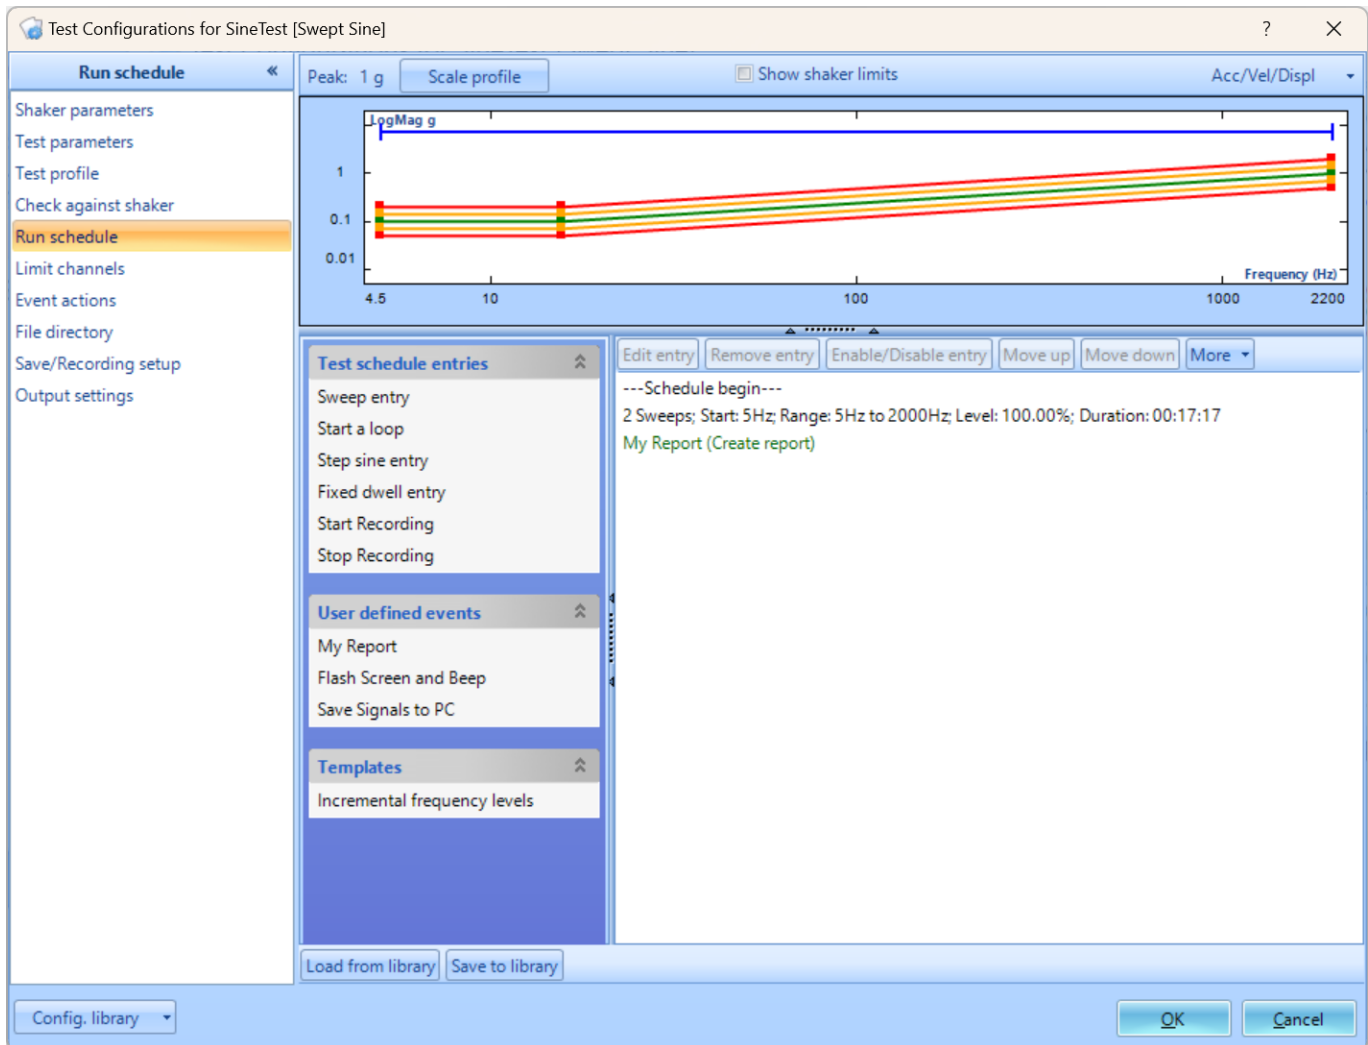 Test Configurations for SineTest [Swept Sine]
?
Run schedule
Shaker parameters
Test parameters
Test profile
Check against shaker
Run schedule
Limit channels
Event actions
File directory
Save/Recording setup
Output settings
Peak: 1 g
Scale profile
Show shaker limits
Acc/Vel/Displ
LogMag g
1
0.1
0.01
Frequency (Hz)
4.5 10 100 1000 2200
Test schedule entries
Sweep entry
Start a loop
Step sine entry
Fixed dwell entry
Start Recording
Stop Recording
User defined events
My Report
Flash Screen and Beep
Save Signals to PC
Templates
Incremental frequency levels
Edit entry Remove entry Enable/Disable entry Move up Move down More
---Schedule begin---
2 Sweeps; Start: 5Hz; Range: 5Hz to 2000Hz; Level: 100.00%; Duration: 00:17:17
My Report (Create report)
Load from library Save to library
Config. library
OK
Cancel